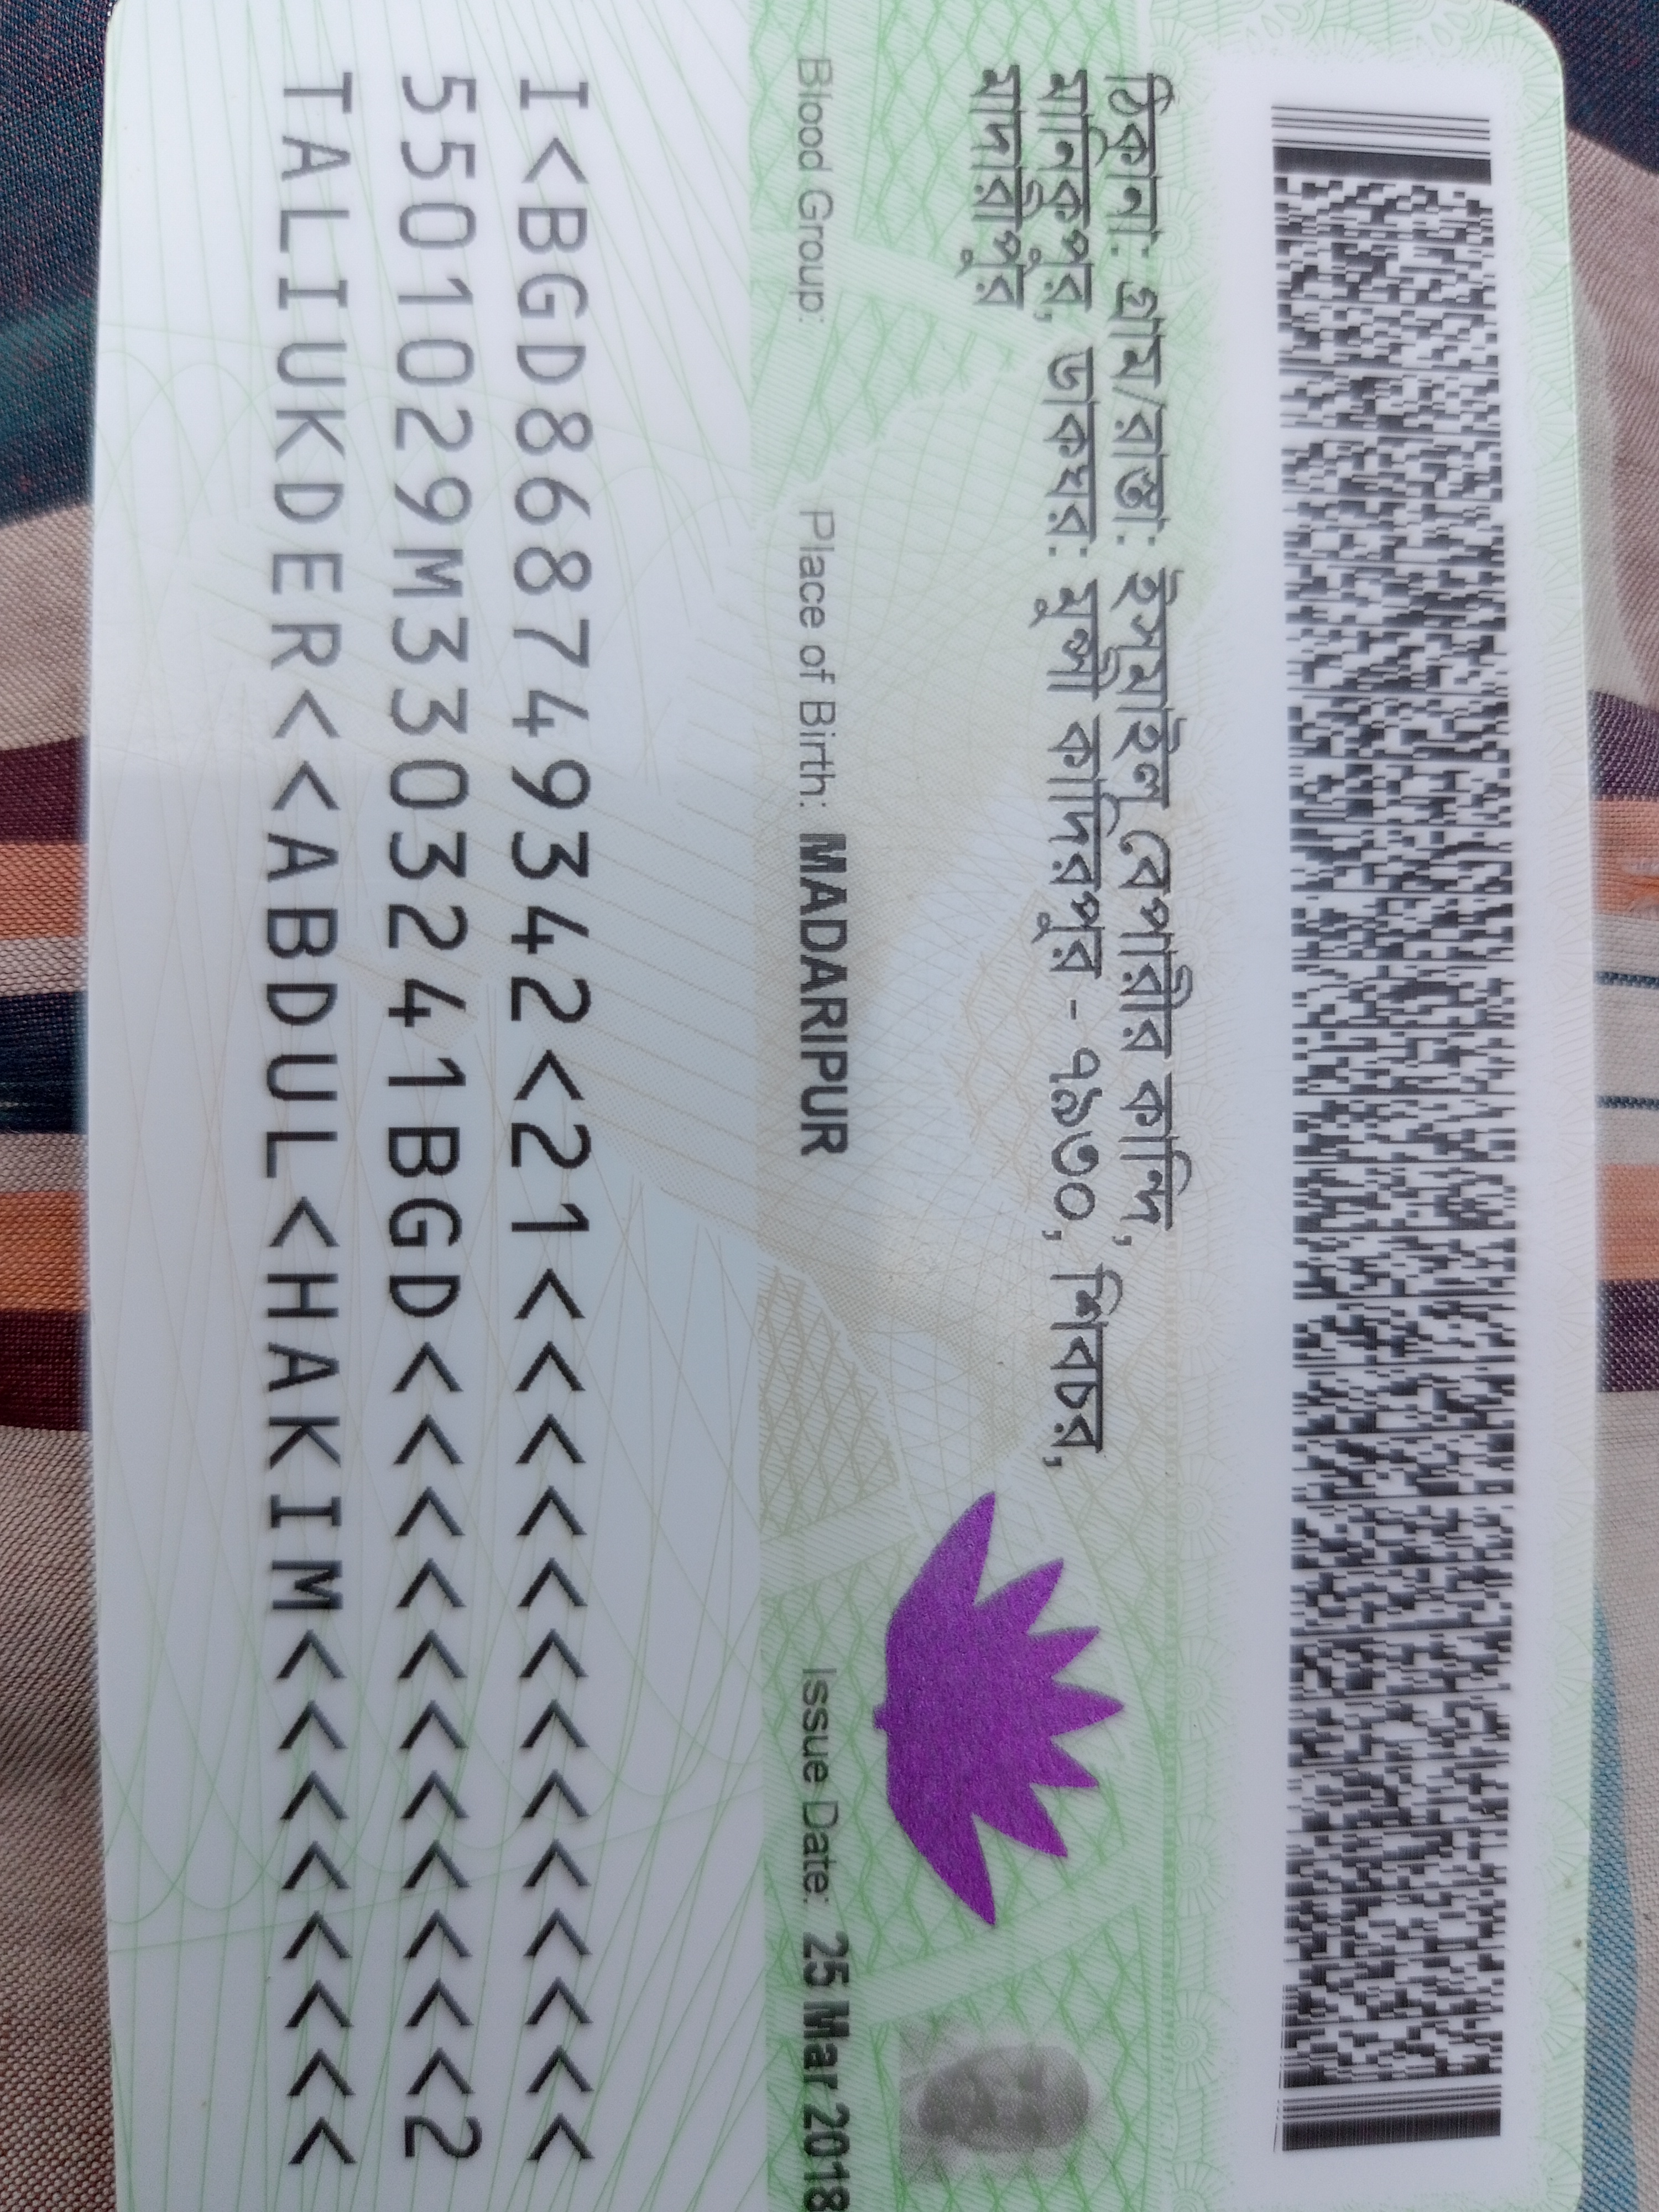 ঠিকানা: গ্রাম/রাস্তা: ইসমাইল বেপারীর কান্দি,
মানিকপুর, ডাকঘর: মুন্সী কাদিরপুর - ৭৯৩০, শিবচর,
মাদারীপুর
Blood Group: Place of Birth: MADARIPUR Issue Date: 25 Mar 2018
I<BGD8687493342<21<<<<<<<<<<<<
5501029M3303241BGD<<<<<<<<<<<2
TALIUKDER<<ABDUL<HAKIM<<<<<<<<